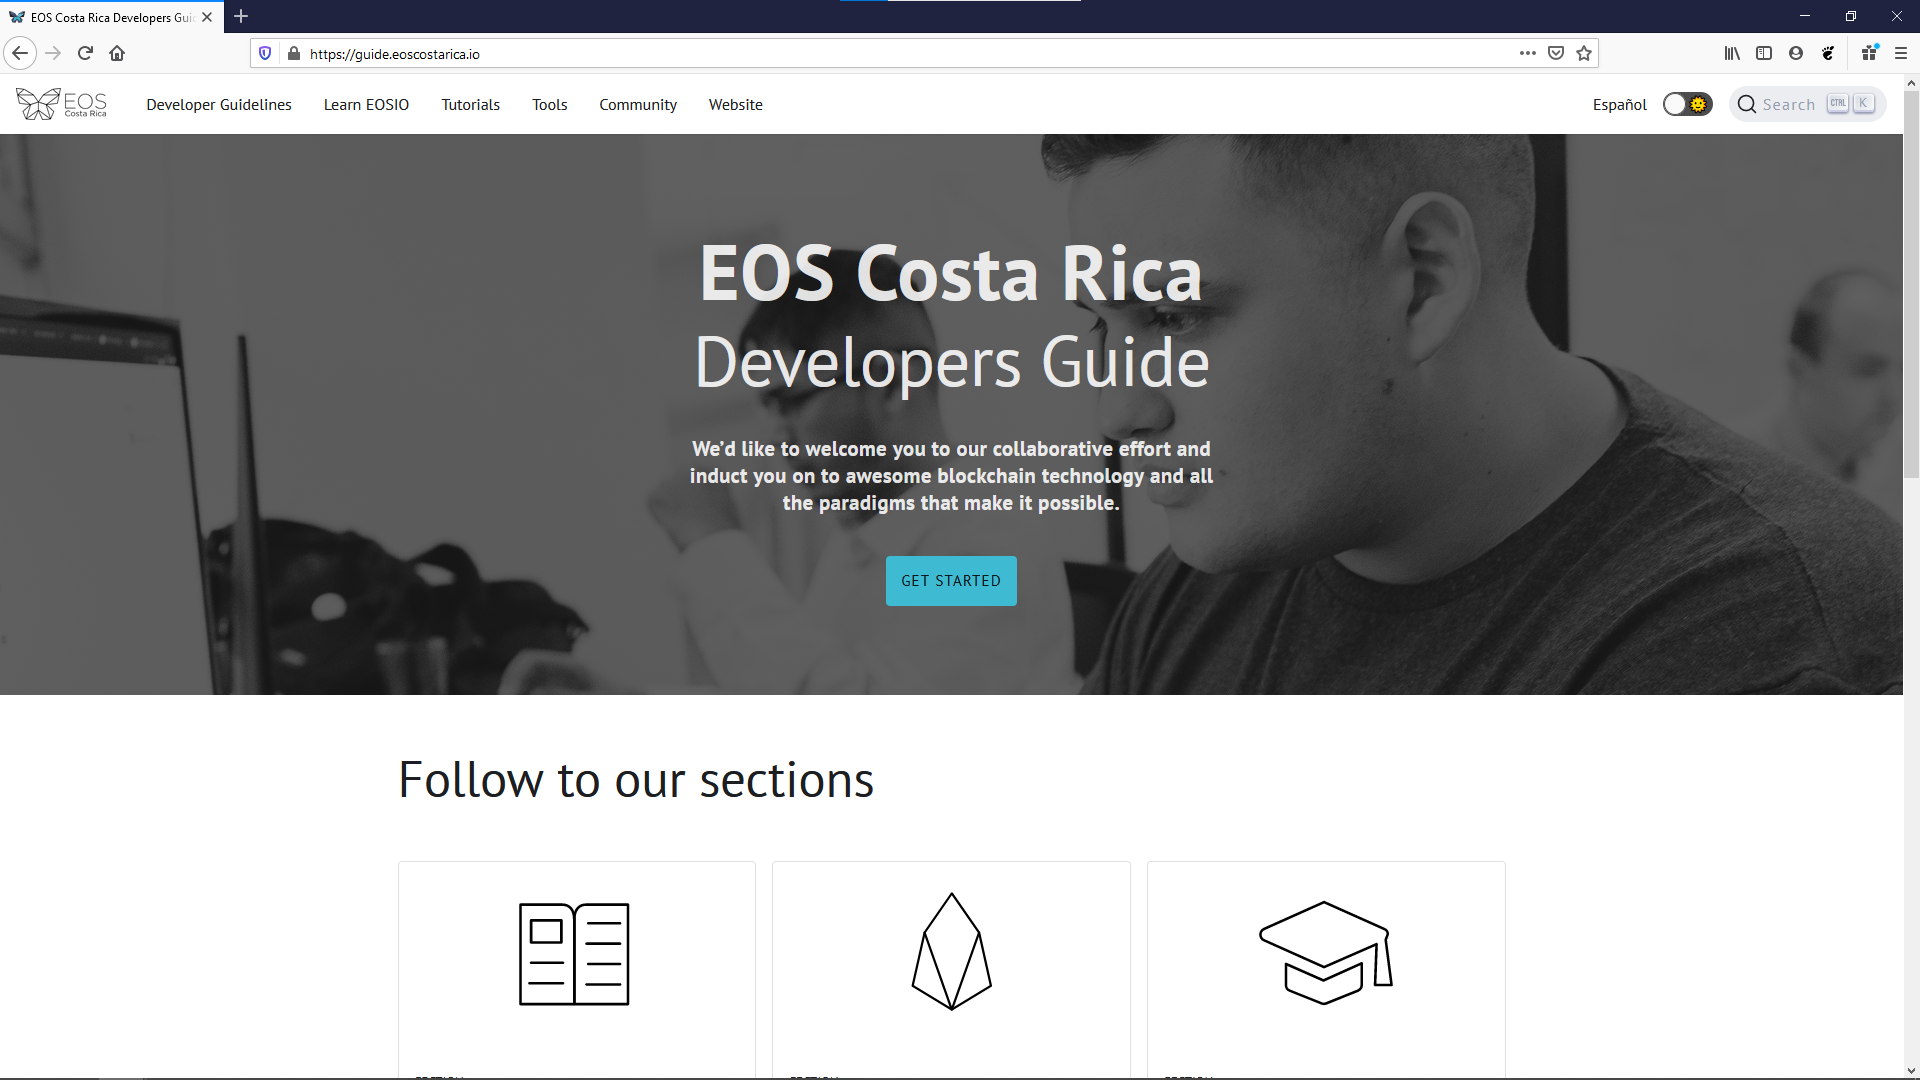 EOS Costa Rica Developers Gui
https://guide.eoscostarica.io
EOS
Costa Rica
Developer Guidelines
Learn EOSIO
Tutorials
Tools
Community
Website
Español
Search
CTRL
K
EOS Costa Rica
Developers Guide
We’d like to welcome you to our collaborative effort and
induct you on to awesome blockchain technology and all
the paradigms that make it possible.
GET STARTED
Follow to our sections